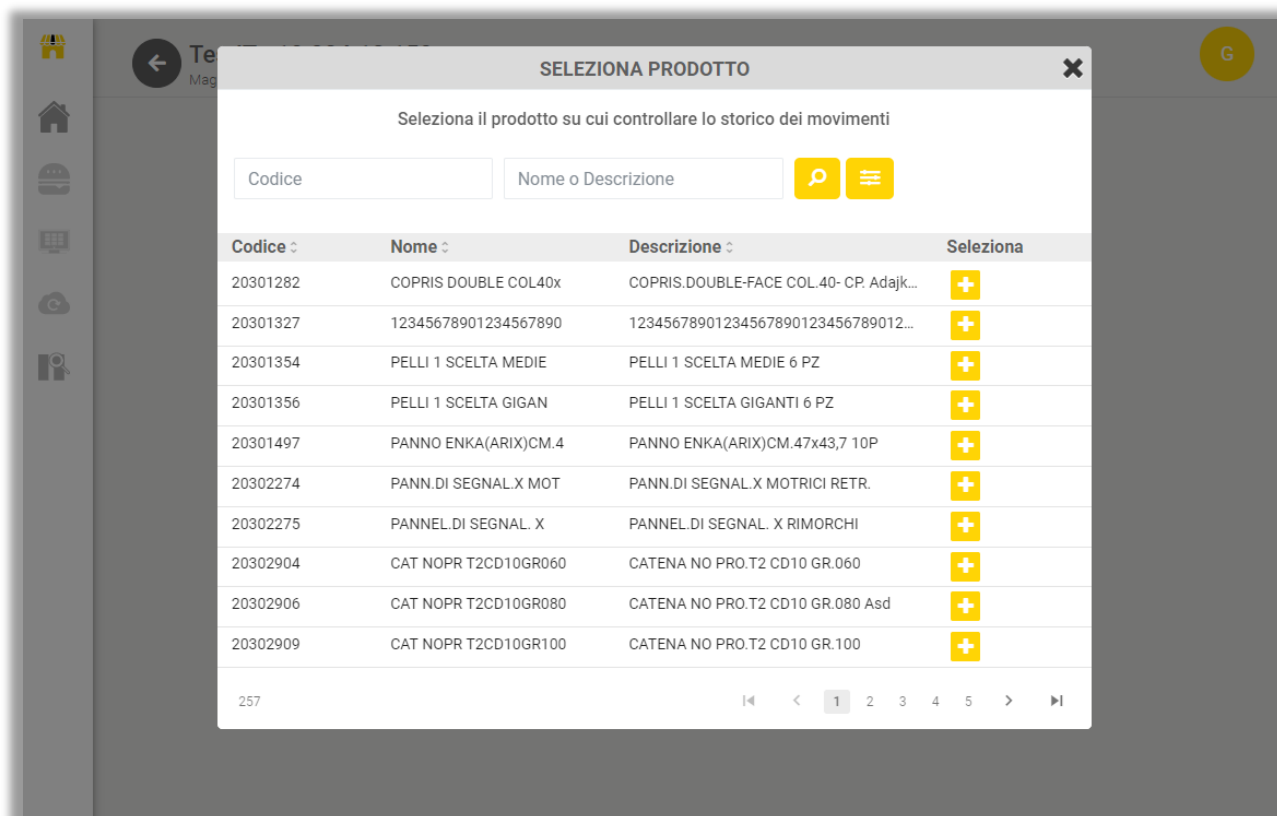 Te
Mag
G
SELEZIONA PRODOTTO
Seleziona il prodotto su cui controllare lo storico dei movimenti
Codice Nome o Descrizione
Codice Nome Descrizione Seleziona
20301282 COPRIS DOUBLE COL40x COPRIS.DOUBLE-FACE COL.40- CP. Adajk...
20301327 12345678901234567890 12345678901234567890123456789012...
20301354 PELLI 1 SCELTA MEDIE PELLI 1 SCELTA MEDIE 6 PZ
20301356 PELLI 1 SCELTA GIGAN PELLI 1 SCELTA GIGANTI 6 PZ
20301497 PANNO ENKA(ARIX)CM.4 PANNO ENKA(ARIX)CM.47x43,7 10P
20302274 PANN.DI SEGNAL.X MOT PANN.DI SEGNAL.X MOTRICI RETR.
20302275 PANNEL.DI SEGNAL. X PANNEL.DI SEGNAL. X RIMORCHI
20302904 CAT NOPR T2CD10GR060 CATENA NO PRO.T2 CD10 GR.060
20302906 CAT NOPR T2CD10GR080 CATENA NO PRO.T2 CD10 GR.080 Asd
20302909 CAT NOPR T2CD10GR100 CATENA NO PRO.T2 CD10 GR.100
257 1 2 3 4 5